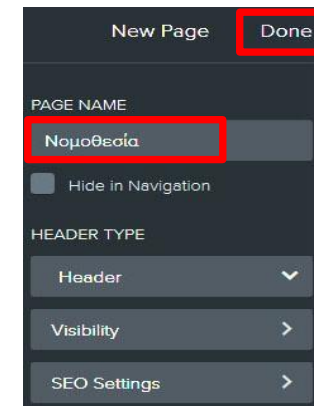 New Page Done
PAGE NAME
Νομοθεσία
Hide in Navigation
HEADER TYPE
Header
Visibility
SEO Settings